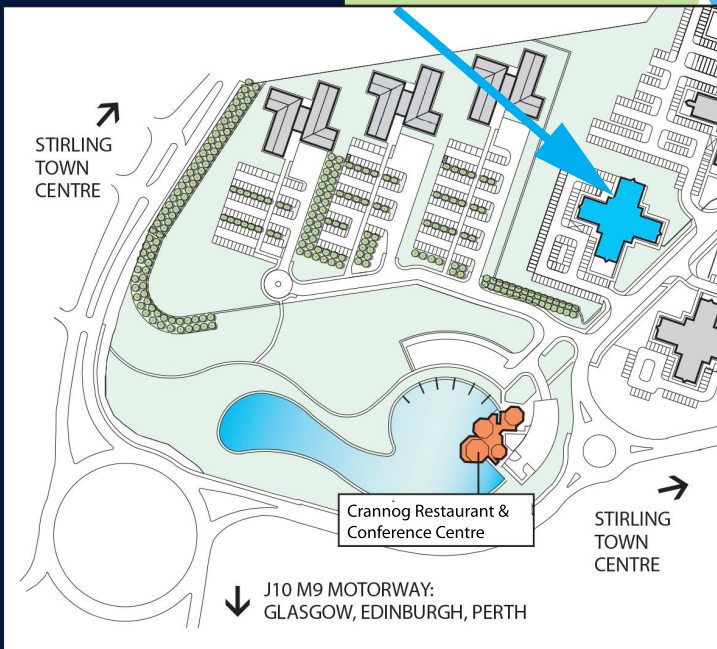 STIRLING
TOWN
CENTRE
Crannog Restaurant &
Conference Centre
STIRLING
TOWN
CENTRE
J10 M9 MOTORWAY:
GLASGOW, EDINBURGH, PERTH